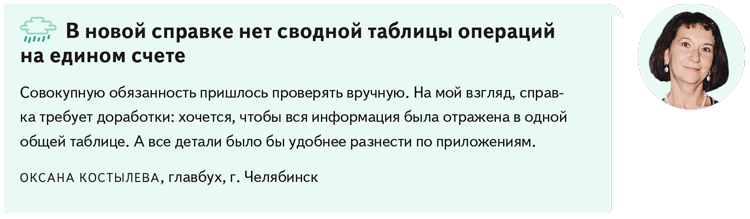 В новой справке нет сводной таблицы операций
на едином счете
Совокупную обязанность пришлось проверять вручную. На мой взгляд, справ-
ка требует доработки: хочется, чтобы вся информация была отражена в одной
общей таблице. А все детали было бы удобнее разнести по приложениям.
ОКСАНА КОСТЫЛЕВА, главбух, г. Челябинск